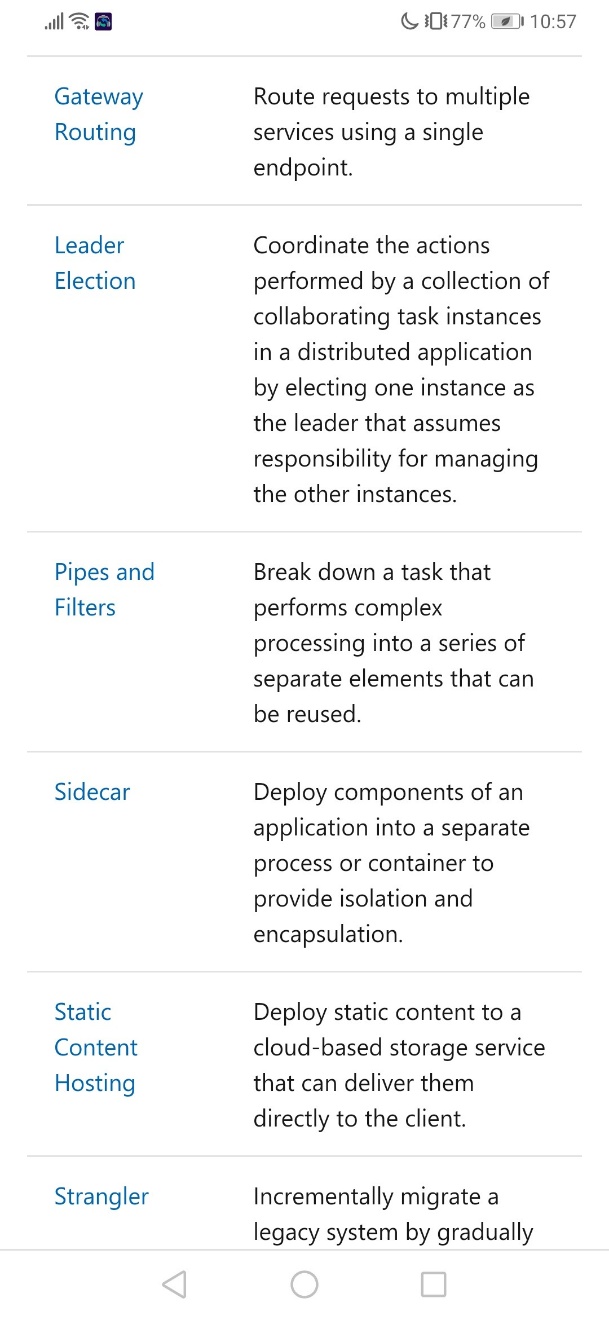 77% 10:57
Gateway Routing
Route requests to multiple
services using a single
endpoint.
Leader Election
Coordinate the actions
performed by a collection of
collaborating task instances
in a distributed application
by electing one instance as
the leader that assumes
responsibility for managing
the other instances.
Pipes and Filters
Break down a task that
performs complex
processing into a series of
separate elements that can
be reused.
Sidecar
Deploy components of an
application into a separate
process or container to
provide isolation and
encapsulation.
Static Content Hosting
Deploy static content to a
cloud-based storage service
that can deliver them
directly to the client.
Strangler
Incrementally migrate a
legacy system by gradually